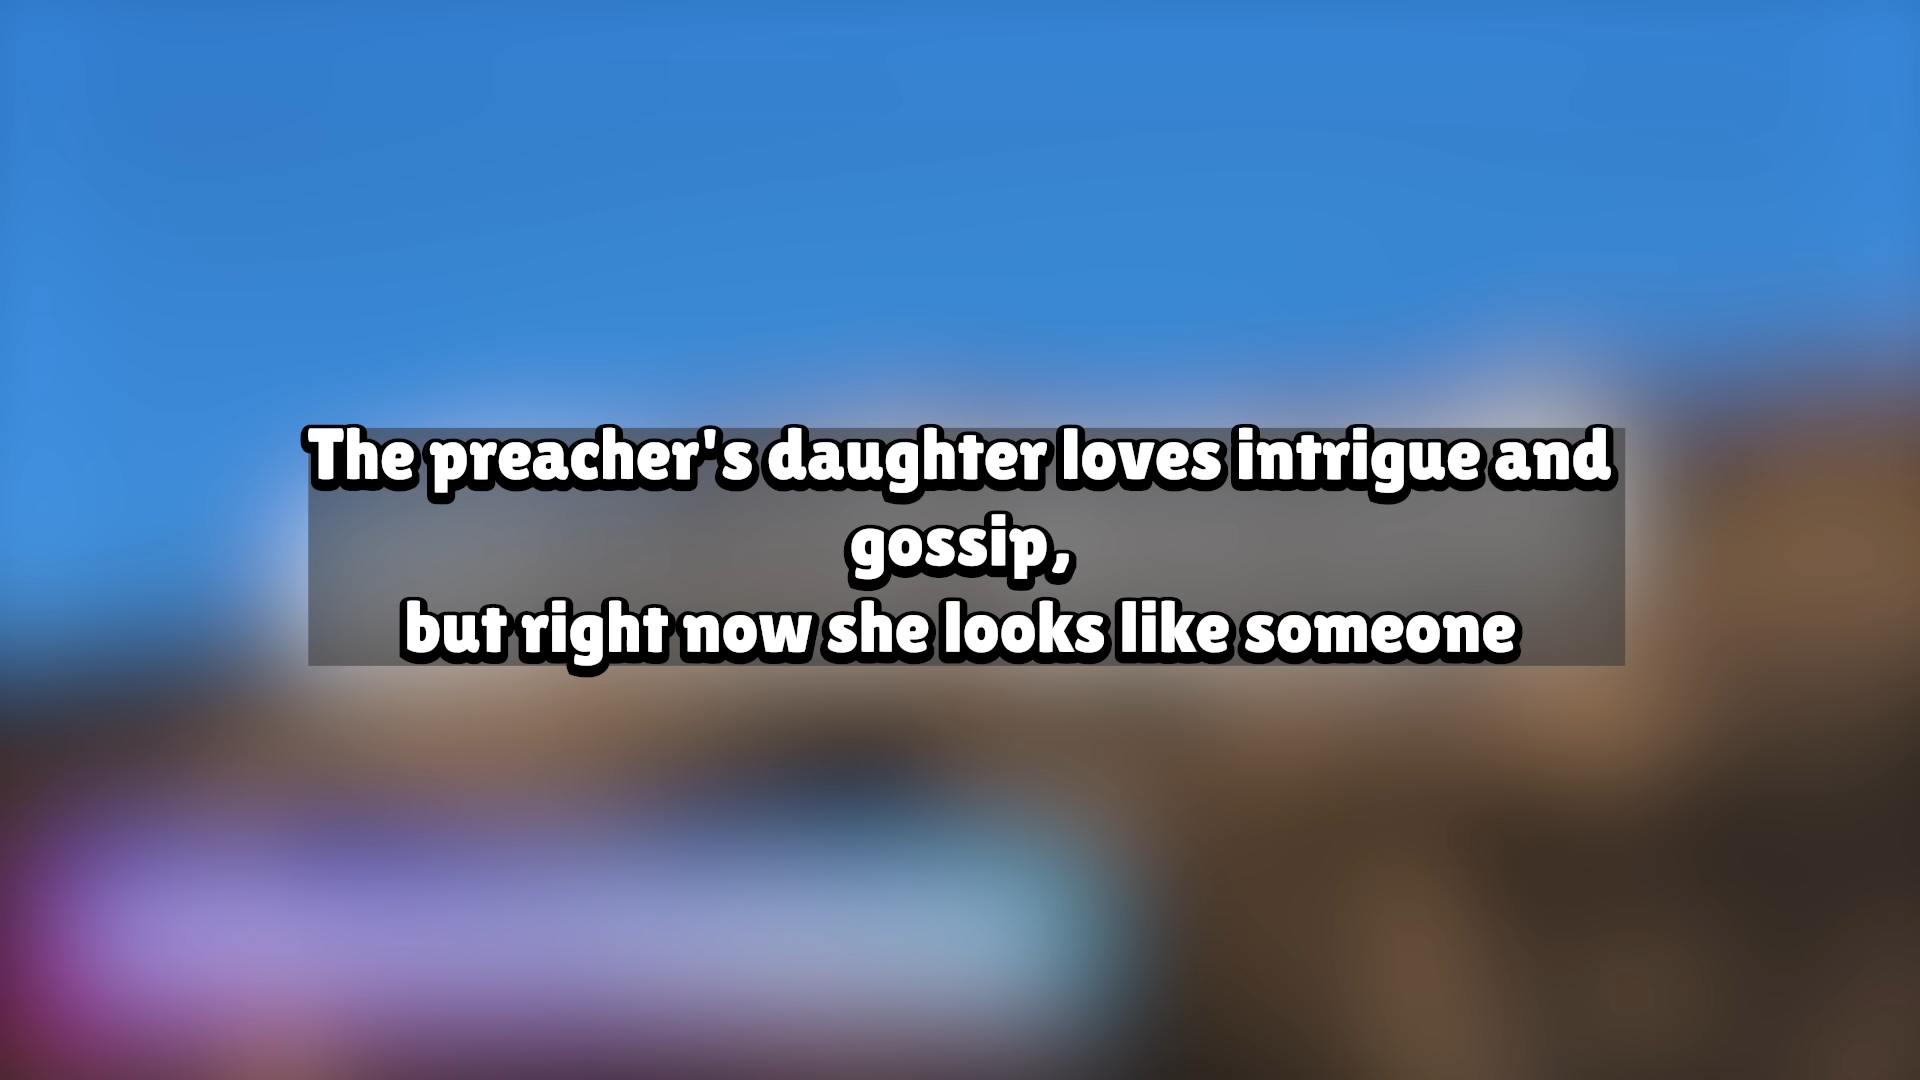 The preacher's daughter loves intrigue and
gossip,
but right now she looks like someone